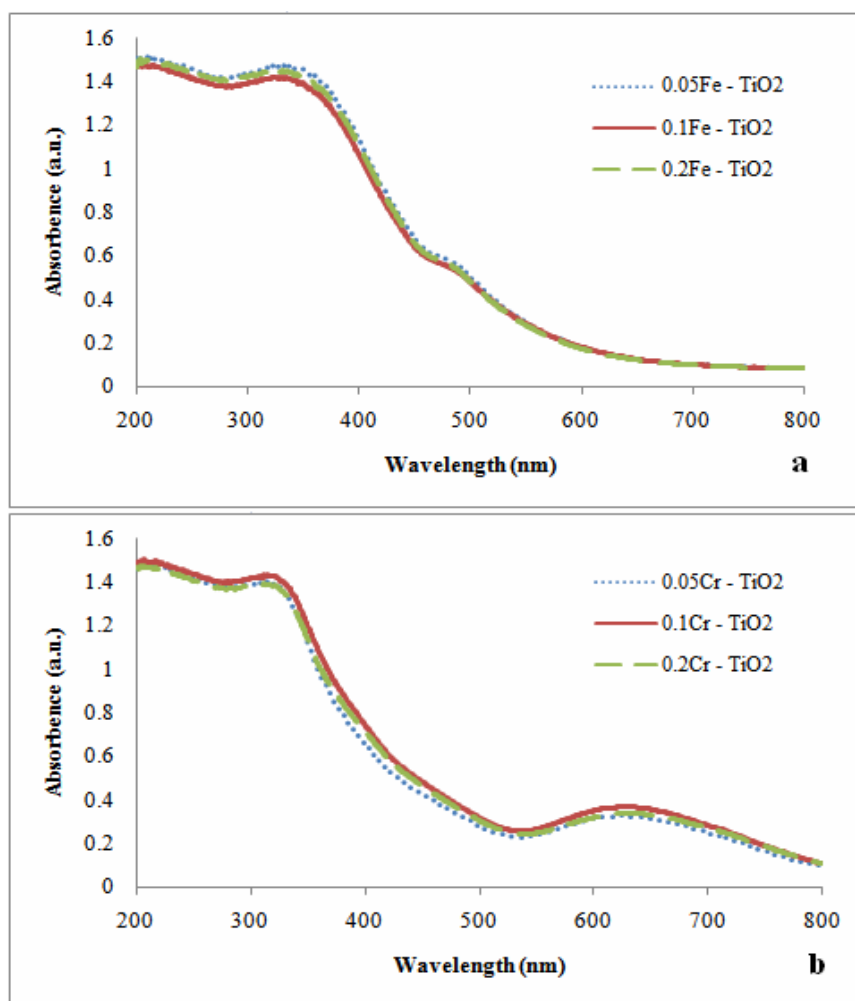 1.6
1.4
1.2
1
0.8
0.6
0.4
0.2
0
Absorbence (a.u.)
0.05Fe - TiO2
0.1Fe - TiO2
0.2Fe - TiO2
200 300 400 500 600 700 800
Wavelength (nm)
a
1.6
1.4
1.2
1
0.8
0.6
0.4
0.2
0
Absorbence (a.u.)
0.05Cr - TiO2
0.1Cr - TiO2
0.2Cr - TiO2
200 300 400 500 600 700 800
Wavelength (nm)
b